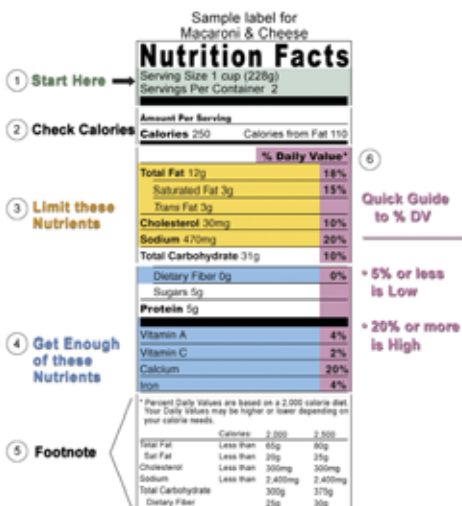 Sample label for
Macaroni & Cheese
Nutrition Facts
① Start Here
Serving Size 1 cup (228g)
Servings Per Container 2
② Check Calories
Amount Per Serving
Calories 250 Calories from Fat 110
% Daily Value*
③ Limit these
Nutrients
Total Fat 12g 18%
Saturated Fat 3g 15%
Trans Fat 3g
Cholesterol 30mg 10%
Sodium 470mg 20%
Total Carbohydrate 31g 10%
Dietary Fiber 0g 0%
Sugars 5g
Protein 5g
④ Get Enough
of these
Nutrients
Vitamin A 4%
Vitamin C 2%
Calcium 20%
Iron 4%
⑤ Footnote
* Percent Daily Values are based on a 2,000 calorie diet.
Your Daily Values may be higher or lower depending on
your calorie needs.
Calories: 2,000 2,500
Total Fat Less than 65g 80g
Sat Fat Less than 20g 25g
Cholesterol Less than 300mg 300mg
Sodium Less than 2,400mg 2,400mg
Total Carbohydrate 300g 375g
Dietary Fiber 25g 30g
⑥
Quick Guide
to % DV
• 5% or less
is Low
• 20% or more
is High